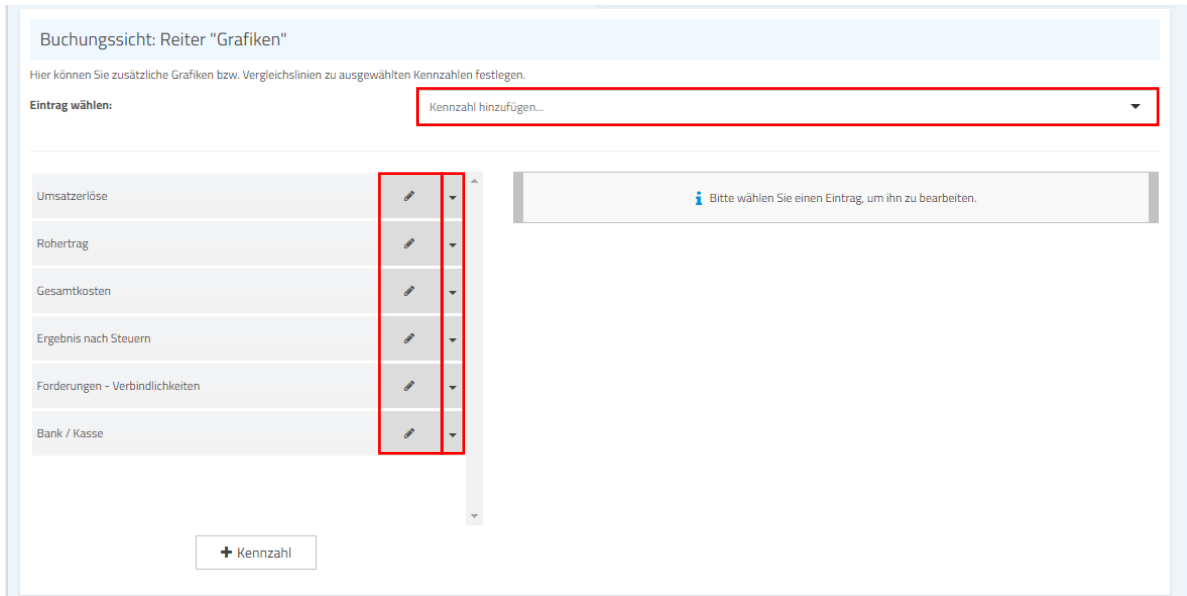 Buchungssicht: Reiter "Grafiken"
Hier können Sie zusätzliche Grafiken bzw. Vergleichslinien zu ausgewählten Kennzahlen festlegen.
Eintrag wählen:
Kennzahl hinzufügen...
Umsatzerlöse
Bitte wählen Sie einen Eintrag, um ihn zu bearbeiten.
Rohertrag
Gesamtkosten
Ergebnis nach Steuern
Forderungen - Verbindlichkeiten
Bank / Kasse
+ Kennzahl